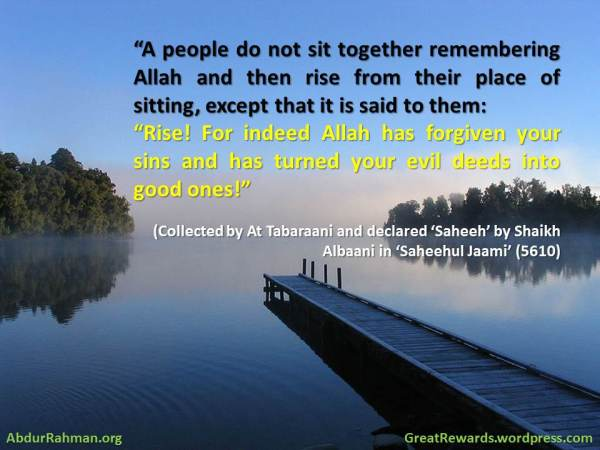 “A people do not sit together remembering
Allah and then rise from their place of
sitting, except that it is said to them:
“Rise! For indeed Allah has forgiven your
sins and has turned your evil deeds into
good ones!”
(Collected by At Tabaraani and declared ‘Saheeh’ by Shaikh
Albaani in ‘Saheehul Jaami’ (5610)
AbdurRahman.org
GreatRewards.wordpress.com